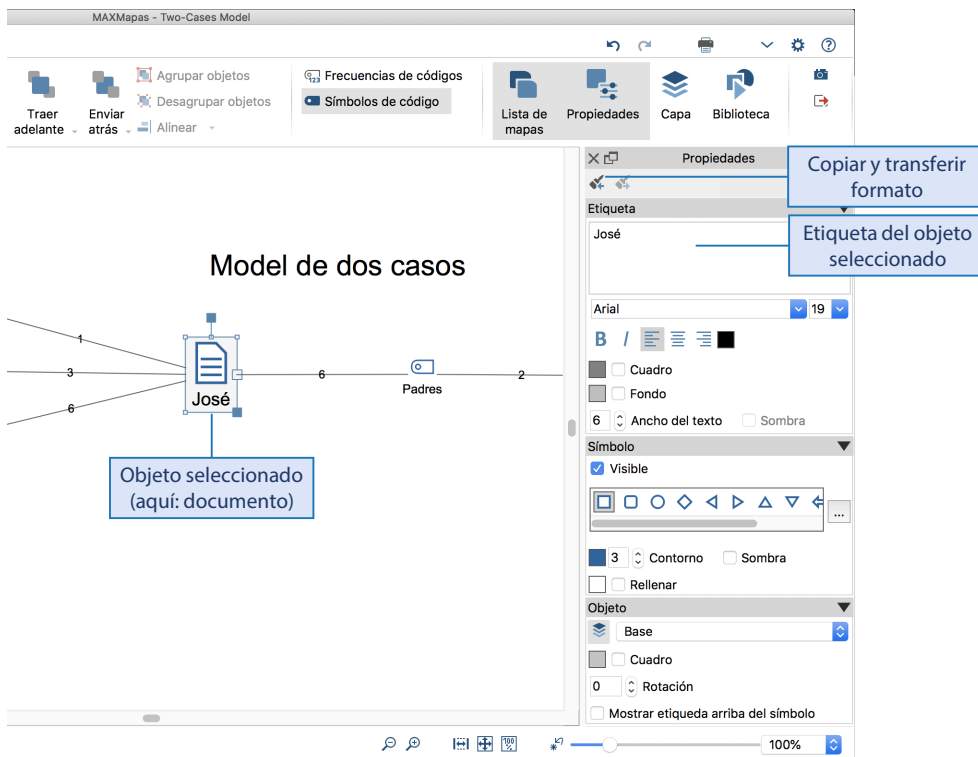 MAXMapas - Two-Cases Model
Traer adelante
Enviar atrás
Agrupar objetos
Desagrupar objetos
Alinear
123
Frecuencias de códigos
Símbolos de código
Lista de mapas
Propiedades
Capa
Biblioteca
Propiedades
Copiar y transferir
formato
Etiqueta
José
Etiqueta del objeto
seleccionado
Model de dos casos
Arial
19
B I
Cuadro
Fondo
6 Ancho del texto Sombra
1
3
6
José
6
Padres
2
Objeto seleccionado
(aquí: documento)
Símbolo
Visible
...
3 Contorno Sombra
Rellenar
Objeto
Base
Cuadro
0 Rotación
Mostrar etiqueda arriba del símbolo
100
%
100%